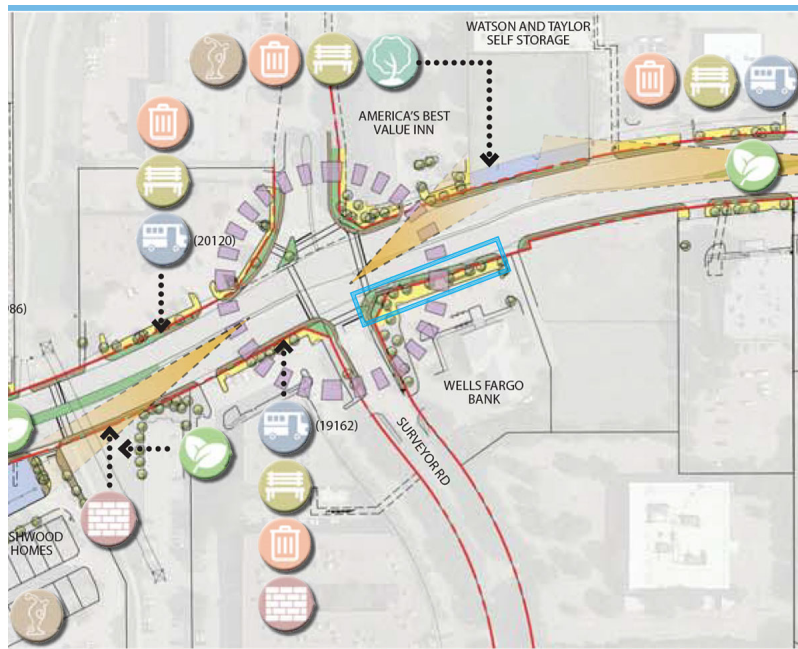 WATSON AND TAYLOR
SELF STORAGE
AMERICA'S BEST
VALUE INN
(20120)
86)
WELLS FARGO
BANK
(19162)
SURVEYOR RD
SHWOOD
HOMES